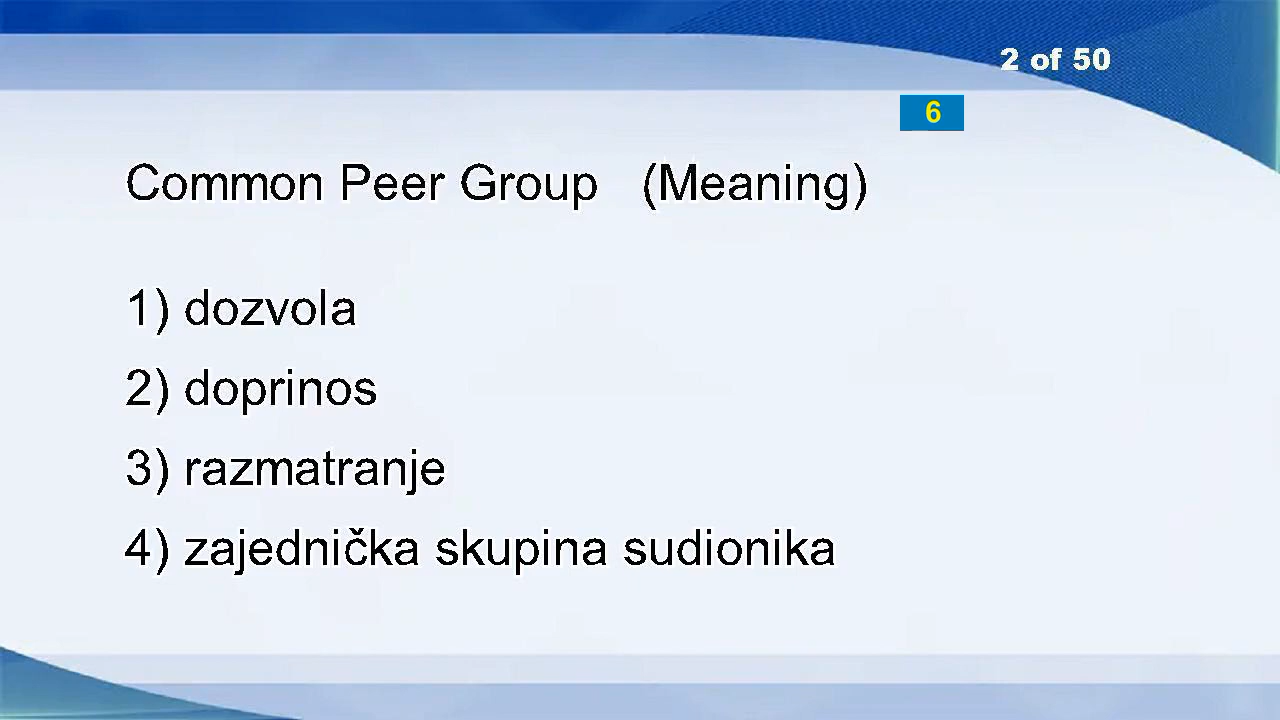 2 of 50
6
Common Peer Group (Meaning)
1) dozvola
2) doprinos
3) razmatranje
4) zajednička skupina sudionika